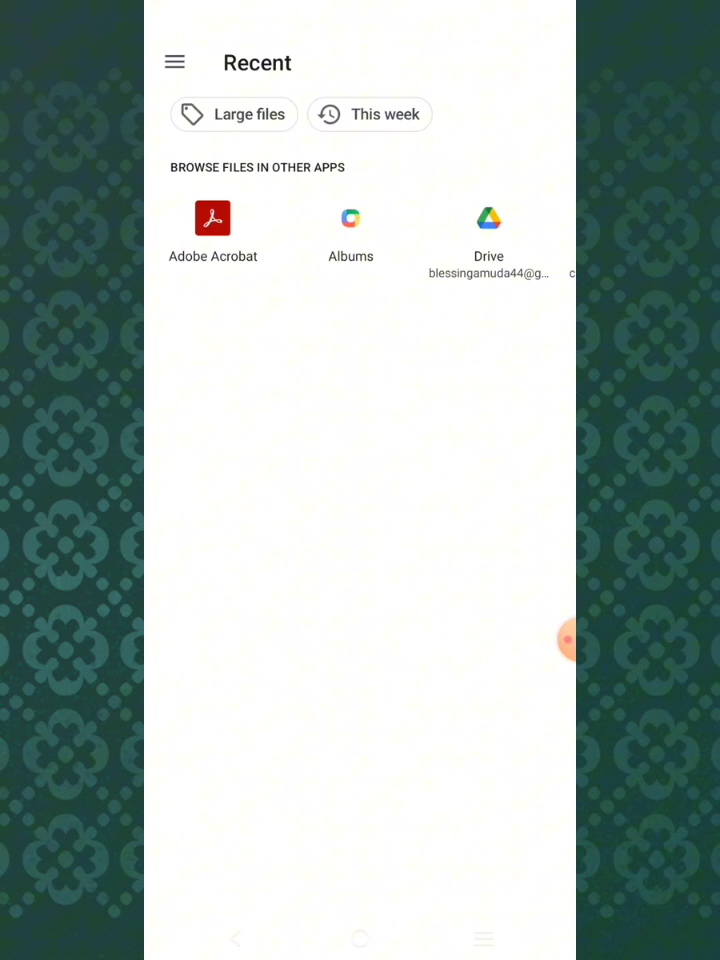 Recent
Large files
This week
BROWSE FILES IN OTHER APPS
Adobe Acrobat
Albums
Drive
blessingamuda44@g...
c